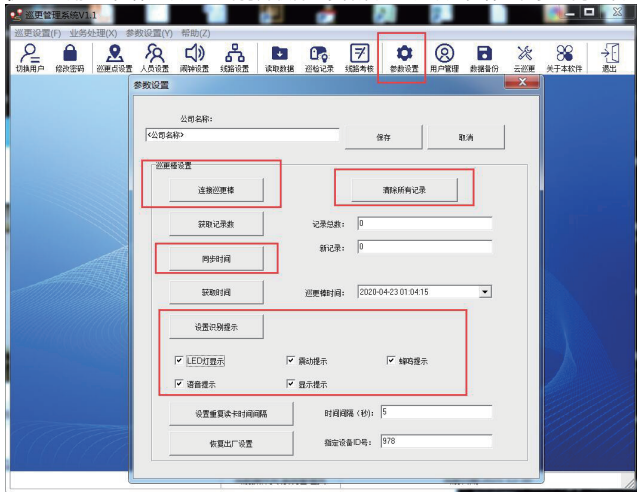 巡更管理系统V1.1
巡更设置(F) 业务处理(X) 参数设置(Y) 帮助(Z)
切换用户 修改密码 巡更点设置 人员设置 闹钟设置 线路设置 读取数据 巡检记录 线路考核 参数设置 用户管理 数据备份 云巡更 关于本软件 退出
参数设置
公司名称:
<公司名称> 保存 取消
巡更棒设置
连接巡更棒 清除所有记录
获取记录数 记录总数: 0
新记录: 0
同步时间
获取时间 巡更棒时间: 2020-04-23 01:04:15
设置识别提示
LED灯显示 震动提示 蜂鸣提示
语音提示 显示提示
设置重复读卡时间间隔 时间间隔(秒): 5
恢复出厂设置 指定设备ID号: 978